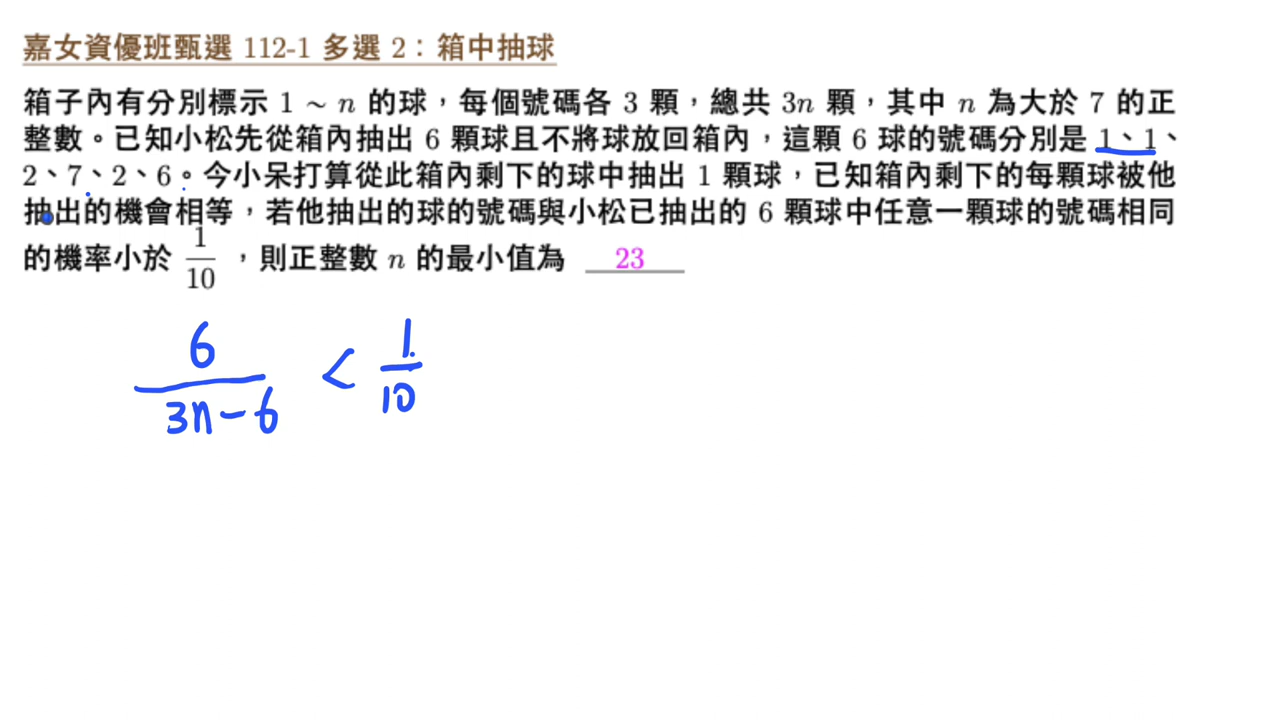 嘉女資優班甄選 112-1 多選 2：箱中抽球
箱子內有分別標示 1 ~ n 的球，每個號碼各 3 顆，總共 3n 顆，其中 n 為大於 7 的正
整數。已知小松先從箱內抽出 6 顆球且不將球放回箱內，這顆 6 球的號碼分別是 1、1、
2、7、2、6。今小呆打算從此箱內剩下的球中抽出 1 顆球，已知箱內剩下的每顆球被他
抽出的機會相等，若他抽出的球的號碼與小松已抽出的 6 顆球中任意一顆球的號碼相同
的機率小於 1/10，則正整數 n 的最小值為 23
6/(3n-6) < 1/10